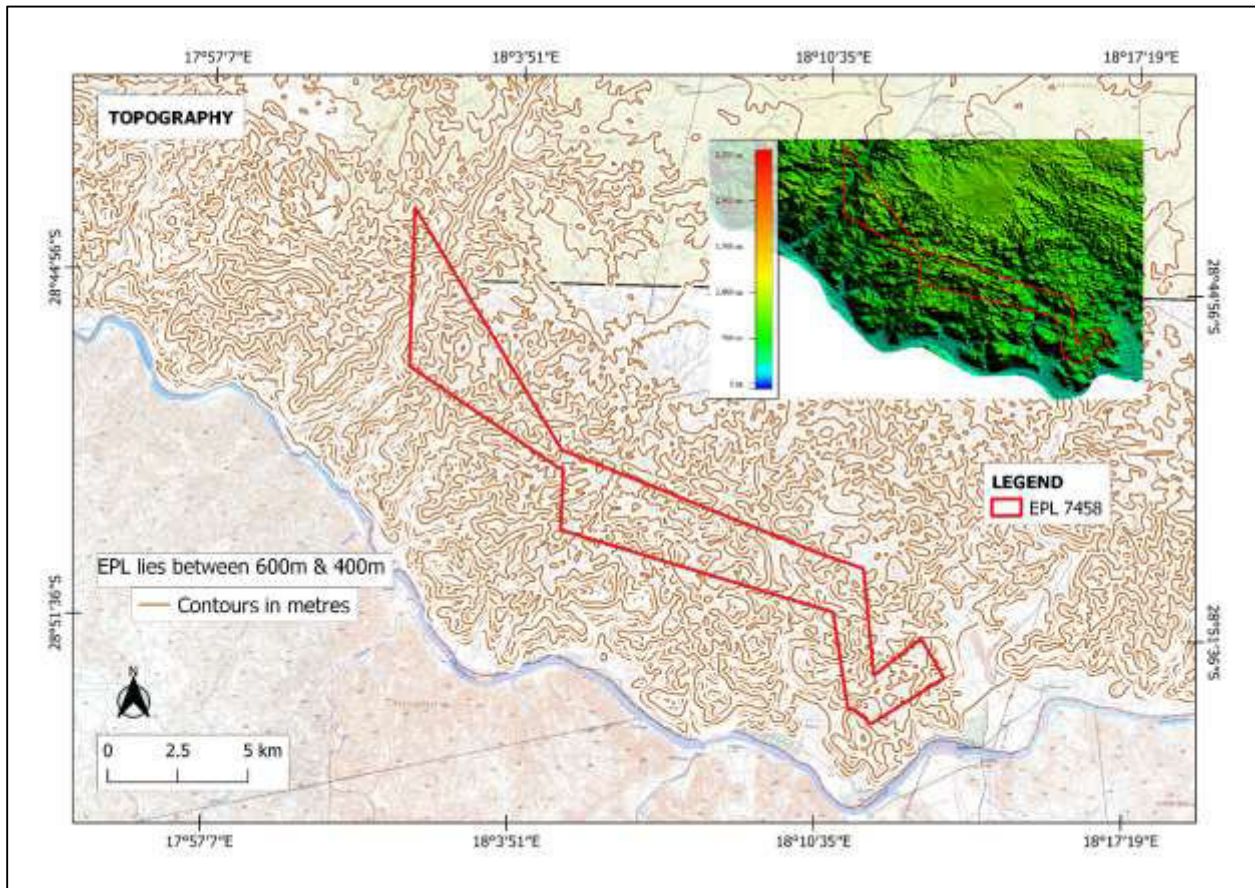 17°57'7"E 18°3'51"E 18°10'35"E 18°17'19"E
TOPOGRAPHY
28°44'56"S
28°44'56"S
LEGEND
EPL 7458
EPL lies between 600m & 400m
Contours in metres
28°51'36"S
28°51'36"S
N
0 2.5 5 km
17°57'7"E 18°3'51"E 18°10'35"E 18°17'19"E